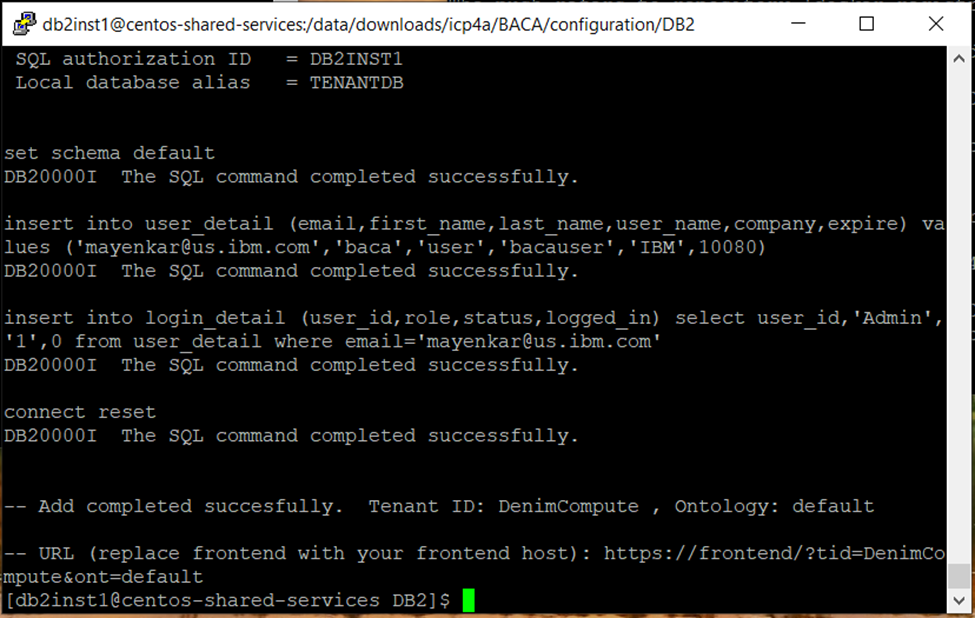 db2inst1@centos-shared-services:/data/downloads/icp4a/BACA/configuration/DB2
SQL authorization ID   = DB2INST1
Local database alias   = TENANTDB
set schema default
DB20000I  The SQL command completed successfully.
insert into user_detail (email,first_name,last_name,user_name,company,expire) va
lues ('mayenkar@us.ibm.com','baca','user','bacauser','IBM',10080)
DB20000I  The SQL command completed successfully.
insert into login_detail (user_id,role,status,logged_in) select user_id,'Admin',
'1',0 from user_detail where email='mayenkar@us.ibm.com'
DB20000I  The SQL command completed successfully.
connect reset
DB20000I  The SQL command completed successfully.
-- Add completed succesfully.  Tenant ID: DenimCompute , Ontology: default
-- URL (replace frontend with your frontend host): https://frontend/?tid=DenimCo
mpute&ont=default
[db2inst1@centos-shared-services DB2]$